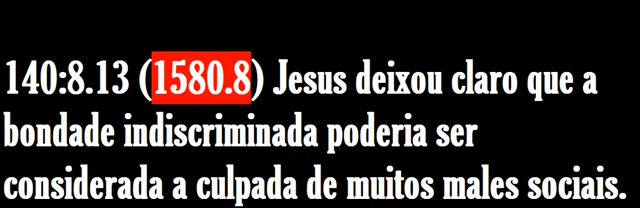 140:8.13 (1580.8) Jesus deixou claro que a
bondade indiscriminada poderia ser
considerada a culpada de muitos males sociais.